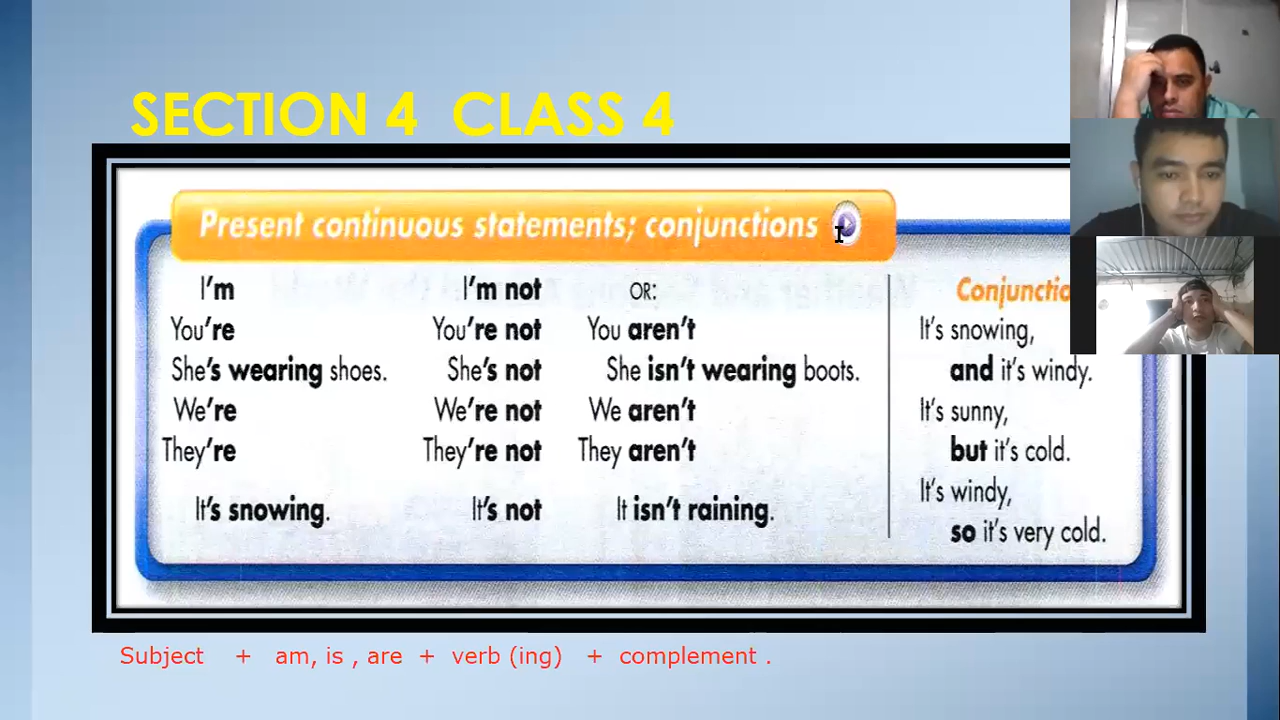 SECTION 4 CLASS 4
Present continuous statements; conjunctions
I'm I'm not OR:
You're You're not You aren't
She's wearing shoes. She's not She isn't wearing boots.
We're We're not We aren't
They're They're not They aren't
It's snowing. It's not It isn't raining.
Conjunctio
It's snowing,
and it's windy.
It's sunny,
but it's cold.
It's windy,
so it's very cold.
Subject + am, is , are + verb (ing) + complement .